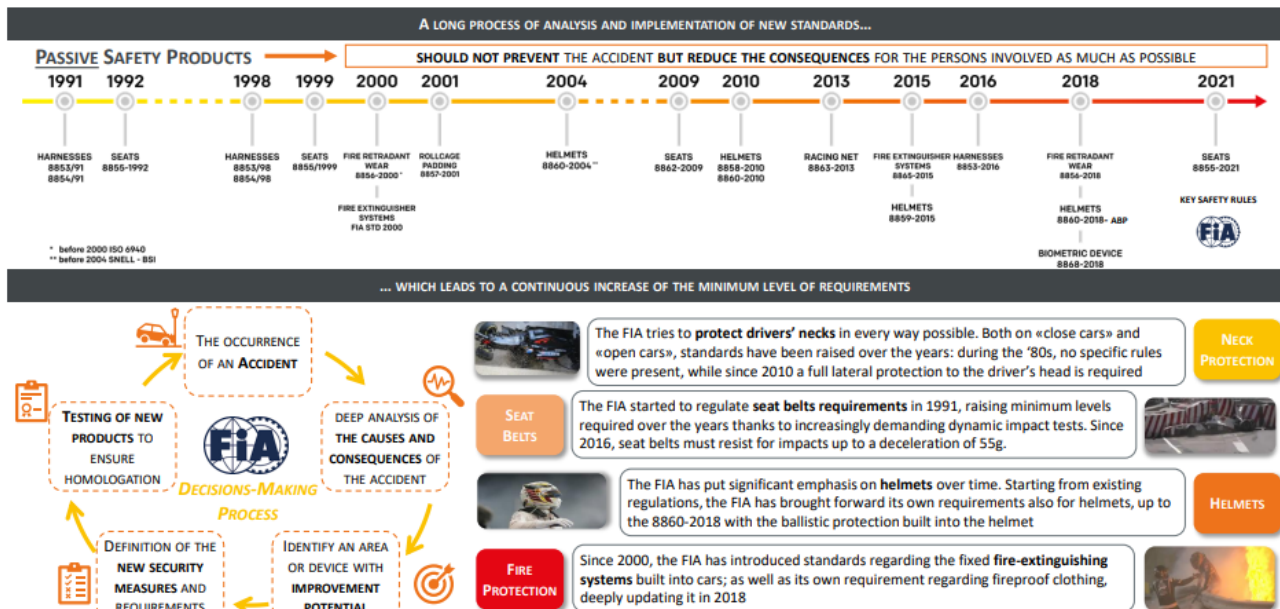 A LONG PROCESS OF ANALYSIS AND IMPLEMENTATION OF NEW STANDARDS...
PASSIVE SAFETY PRODUCTS
SHOULD NOT PREVENT THE ACCIDENT BUT REDUCE THE CONSEQUENCES FOR THE PERSONS INVOLVED AS MUCH AS POSSIBLE
1991 1992 1998 1999 2000 2001 2004 2009 2010 2013 2015 2016 2018 2021
HARNESSES
8853/91
8854/91
SEATS
8855-1992
HARNESSES
8853/98
8854/98
SEATS
8855/1999
FIRE RETRADANT
WEAR
8856-2000*
FIRE EXTINGUISHER
SYSTEMS
FIA STD 2000
ROLLCAGE
PADDING
8857-2001
HELMETS
8860-2004**
SEATS
8862-2009
HELMETS
8858-2010
8860-2010
RACING NET
8863-2013
FIRE EXTINGUISHER
SYSTEMS
8865-2015
HELMETS
8859-2015
HARNESSES
8853-2016
FIRE RETRADANT
WEAR
8856-2018
HELMETS
8860-2018- ABP
BIOMETRIC DEVICE
8868-2018
SEATS
8855-2021
KEY SAFETY RULES
FIA
* before 2000 ISO 6940
** before 2004 SNELL - BSI
... WHICH LEADS TO A CONTINUOUS INCREASE OF THE MINIMUM LEVEL OF REQUIREMENTS
THE OCCURRENCE
OF AN ACCIDENT
DEEP ANALYSIS OF
THE CAUSES AND
CONSEQUENCES OF
THE ACCIDENT
IDENTIFY AN AREA
OR DEVICE WITH
IMPROVEMENT
POTENTIAL
DEFINITION OF THE
NEW SECURITY
MEASURES AND
REQUIREMENTS
TESTING OF NEW
PRODUCTS TO
ENSURE
HOMOLOGATION
FIA
DECISIONS-MAKING
PROCESS
The FIA tries to protect drivers' necks in every way possible. Both on «close cars» and
«open cars», standards have been raised over the years: during the '80s, no specific rules
were present, while since 2010 a full lateral protection to the driver's head is required
NECK
PROTECTION
SEAT
BELTS
The FIA started to regulate seat belts requirements in 1991, raising minimum levels
required over the years thanks to increasingly demanding dynamic impact tests. Since
2016, seat belts must resist for impacts up to a deceleration of 55g.
The FIA has put significant emphasis on helmets over time. Starting from existing
regulations, the FIA has brought forward its own requirements also for helmets, up to
the 8860-2018 with the ballistic protection built into the helmet
HELMETS
FIRE
PROTECTION
Since 2000, the FIA has introduced standards regarding the fixed fire-extinguishing
systems built into cars; as well as its own requirement regarding fireproof clothing,
deeply updating it in 2018